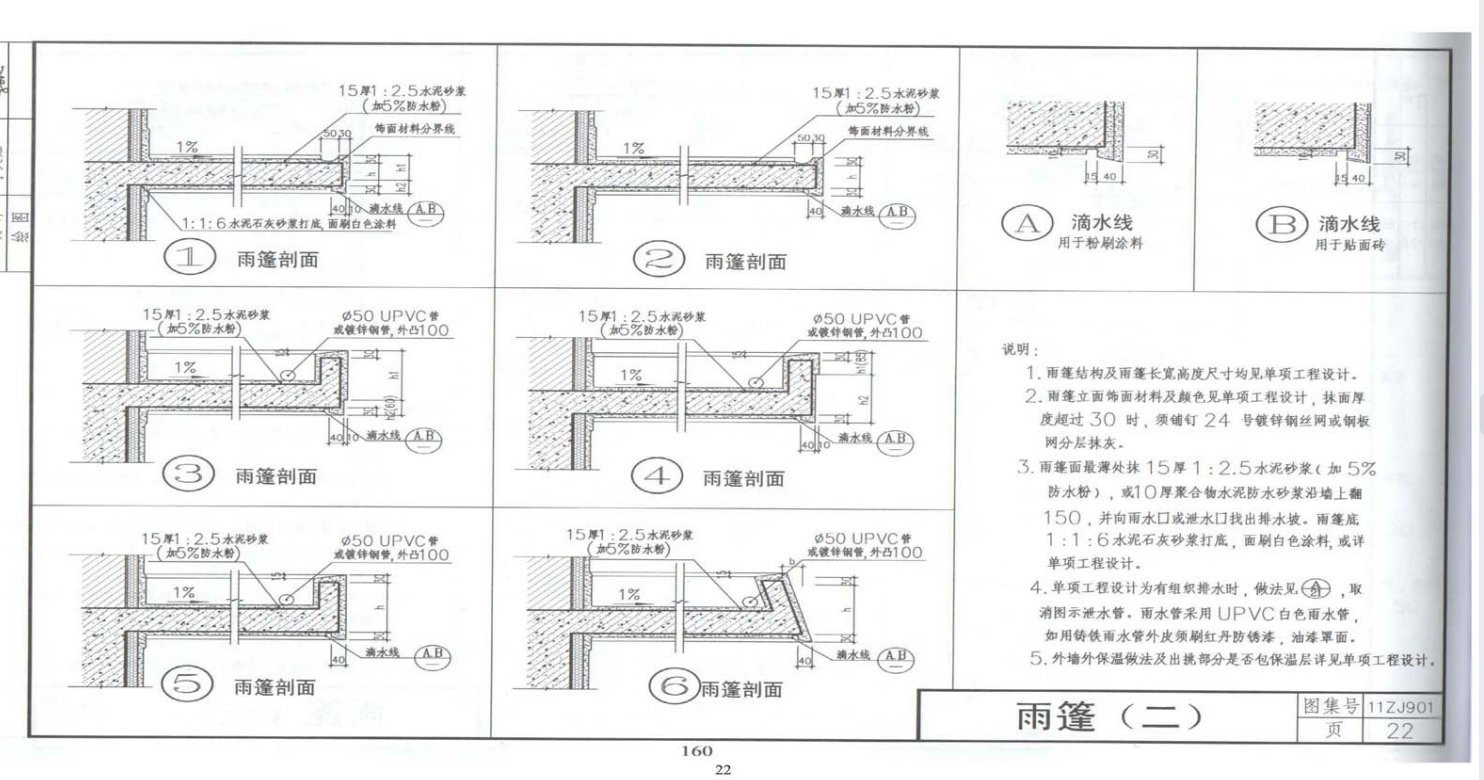 15厚1:2.5水泥砂浆
(加5%防水粉)
饰面材料分界线
50 30
1%
30
h
h1
30
h2
40 10
滴水线
A.B
1:1:6水泥石灰砂浆打底,面刷白色涂料
1 雨篷剖面
15厚1:2.5水泥砂浆
(加5%防水粉)
饰面材料分界线
50 30
1%
30
h
30
40
滴水线
A.B
2 雨篷剖面
10
30
15 40
A 滴水线
用于粉刷涂料
10
30
15 40
B 滴水线
用于贴面砖
15厚1:2.5水泥砂浆
(加5%防水粉)
ø50 UPVC管
或镀锌钢管,外凸100
15
30
1%
h1
h2(60)
30
40 10
滴水线
A.B
3 雨篷剖面
15厚1:2.5水泥砂浆
(加5%防水粉)
ø50 UPVC管
或镀锌钢管,外凸100
15
30
1%
h2
30
40 10
滴水线
A.B
4 雨篷剖面
15厚1:2.5水泥砂浆
(加5%防水粉)
ø50 UPVC管
或镀锌钢管,外凸100
15
30
1%
h
30
40
滴水线
A.B
5 雨篷剖面
15厚1:2.5水泥砂浆
(加5%防水粉)
ø50 UPVC管
或镀锌钢管,外凸100
b
15
30
1%
h
30
40
滴水线
A.B
6 雨篷剖面
说明:
1.雨篷结构及雨篷长宽高度尺寸均见单项工程设计。
2.雨篷立面饰面材料及颜色见单项工程设计,抹面厚
度超过30 时,须铺钉24 号镀锌钢丝网或钢板
网分层抹灰。
3.雨篷面最薄处抹15厚1:2.5水泥砂浆(加5%
防水粉),或10厚聚合物水泥防水砂浆沿墙上翻
150,并向雨水口或泄水口找出排水坡。雨篷底
1:1:6水泥石灰砂浆打底,面刷白色涂料,或详
单项工程设计。
4.单项工程设计为有组织排水时,做法见 A ,取
消图示泄水管。雨水管采用UPVC白色雨水管,
如用铸铁雨水管外皮须刷红丹防锈漆,油漆罩面。
5.外墙外保温做法及出挑部分是否包保温层详见单项工程设计。
雨篷(二)
图集号 11ZJ901
页 22
160
22